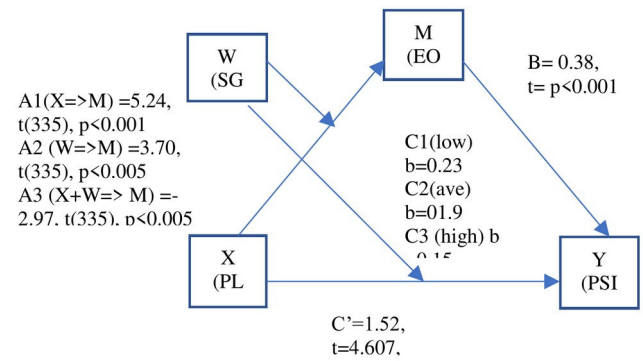 M
(EO
W
(SG
B= 0.38,
t= p<0.001
A1(X=>M) =5.24,
t(335), p<0.001
A2 (W=>M) =3.70,
t(335), p<0.005
A3 (X+W=> M) =-
2.97, t(335), p<0.005
C1(low)
b=0.23
C2(ave)
b=01.9
C3 (high) b
0.15
X
(PL
Y
(PSI
C’=1.52,
t=4.607,